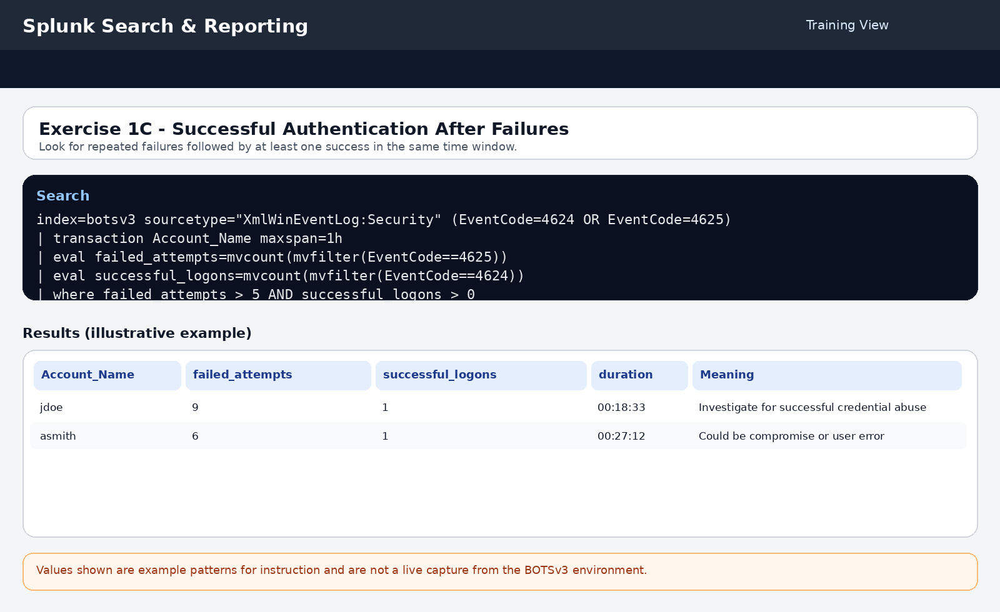 Splunk Search & Reporting
Training View
Exercise 1C - Successful Authentication After Failures
Look for repeated failures followed by at least one success in the same time window.
Search
index=botsv3 sourcetype="XmlWinEventLog:Security" (EventCode=4624 OR EventCode=4625)
| transaction Account_Name maxspan=1h
| eval failed_attempts=mvcount(mvfilter(EventCode==4625))
| eval successful_logons=mvcount(mvfilter(EventCode==4624))
| where failed_attempts > 5 AND successful_logons > 0
Results (illustrative example)
Account_Name failed_attempts successful_logons duration Meaning
jdoe 9 1 00:18:33 Investigate for successful credential abuse
asmith 6 1 00:27:12 Could be compromise or user error
Values shown are example patterns for instruction and are not a live capture from the BOTSv3 environment.